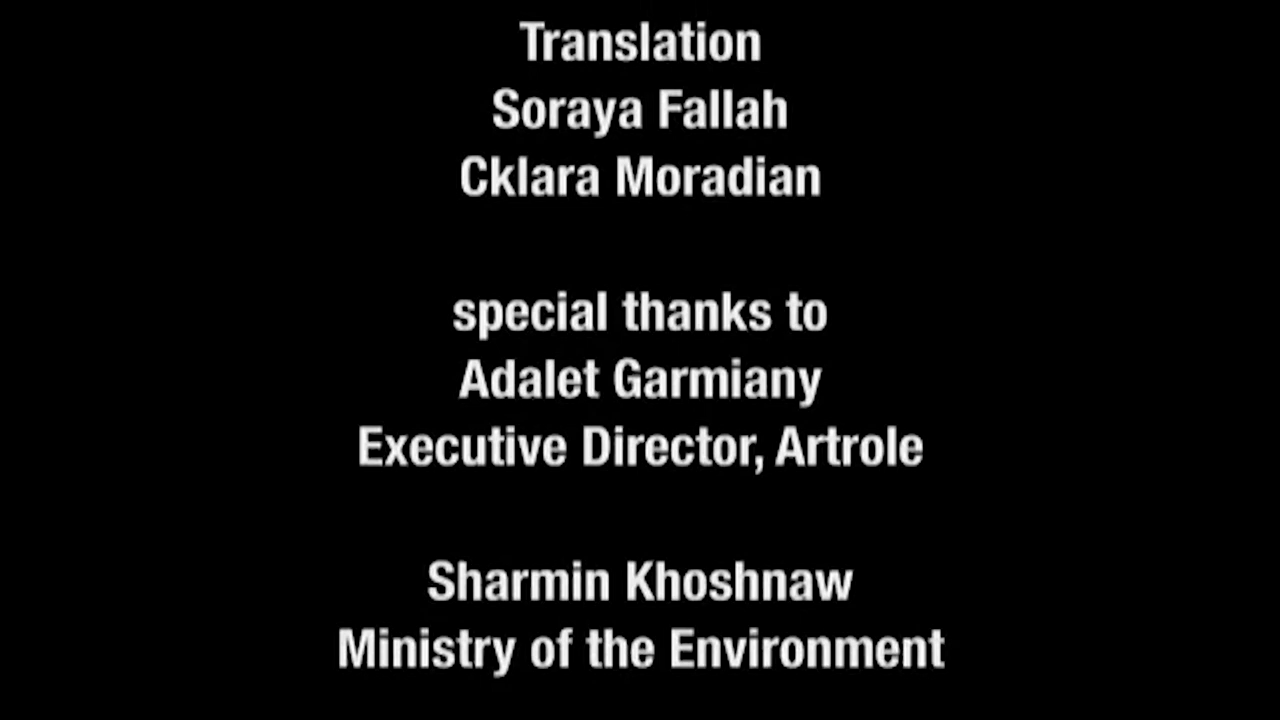 Translation
Soraya Fallah
Cklara Moradian
special thanks to
Adalet Garmiany
Executive Director, Artrole
Sharmin Khoshnaw
Ministry of the Environment